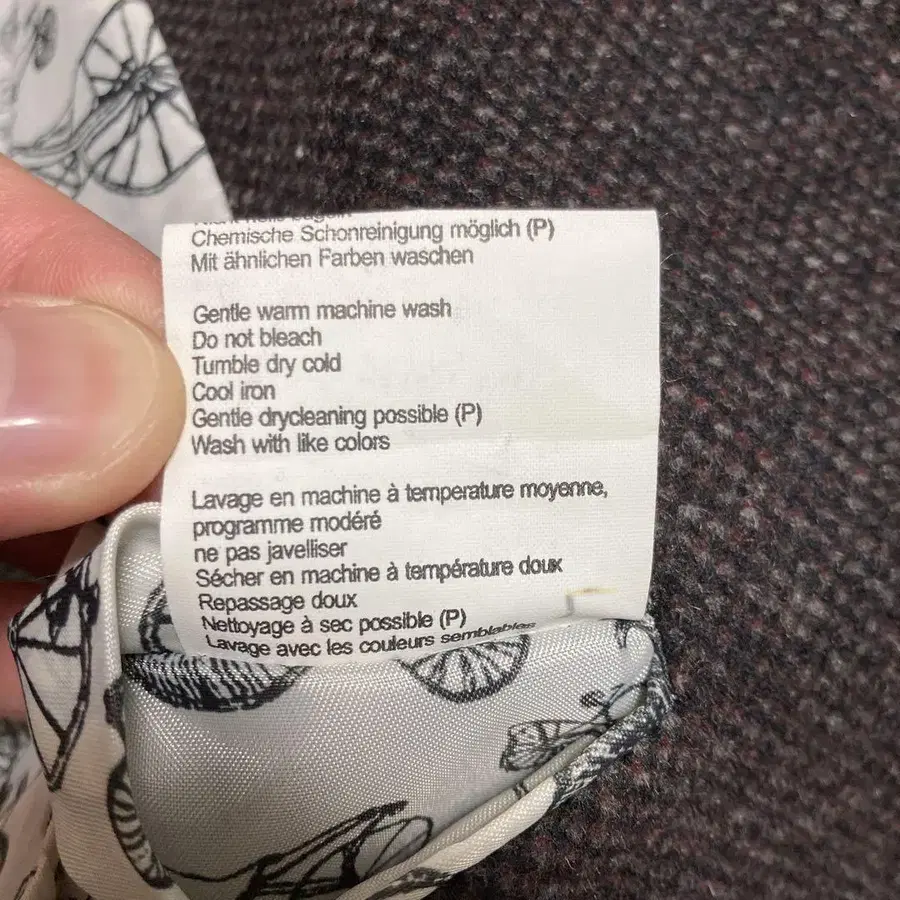 Chemische Schonreinigung möglich (P)
Mit ähnlichen Farben waschen
Gentle warm machine wash
Do not bleach
Tumble dry cold
Cool iron
Gentle drycleaning possible (P)
Wash with like colors
Lavage en machine à temperature moyenne,
programme modéré
ne pas javelliser
Sécher en machine à température doux
Repassage doux
Nettoyage à sec possible (P)
Lavage avec les couleurs semblables